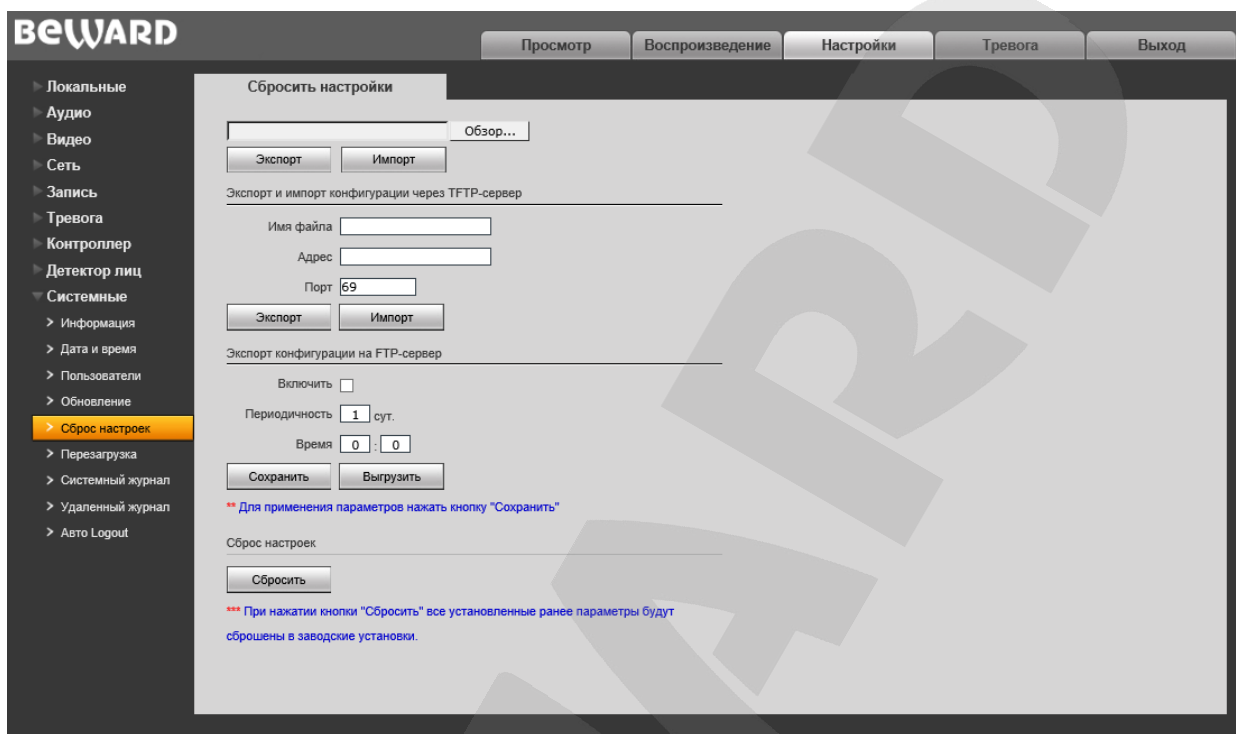 BEWARD
Просмотр Воспроизведение Настройки Тревога Выход
Локальные
Аудио
Видео
Сеть
Запись
Тревога
Контроллер
Детектор лиц
Системные
> Информация
> Дата и время
> Пользователи
> Обновление
> Сброс настроек
> Перезагрузка
> Системный журнал
> Удаленный журнал
> Авто Logout
Сбросить настройки
Обзор...
Экспорт Импорт
Экспорт и импорт конфигурации через TFTP-сервер
Имя файла
Адрес
Порт 69
Экспорт Импорт
Экспорт конфигурации на FTP-сервер
Включить
Периодичность 1 сут.
Время 0 : 0
Сохранить Выгрузить
** Для применения параметров нажать кнопку "Сохранить"
Сброс настроек
Сбросить
*** При нажатии кнопки "Сбросить" все установленные ранее параметры будут
сброшены в заводские установки.